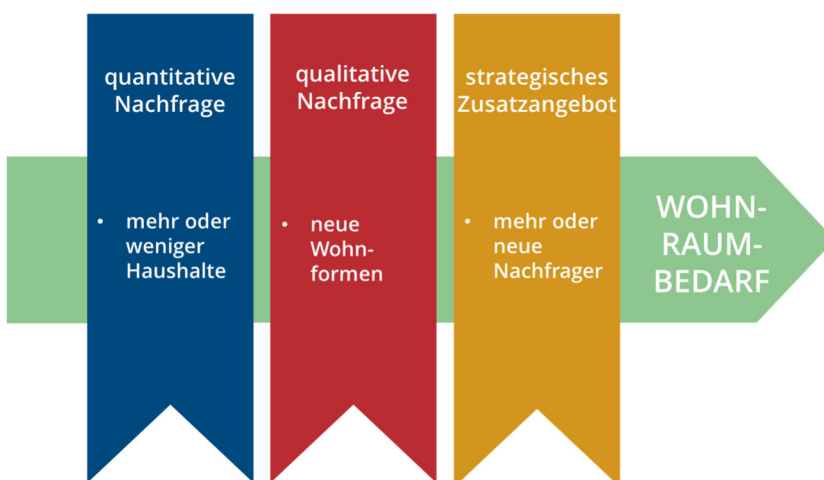 quantitative
Nachfrage
• mehr oder
weniger
Haushalte
qualitative
Nachfrage
• neue
Wohn-
formen
strategisches
Zusatzangebot
• mehr oder
neue
Nachfrager
WOHN-
RAUM-
BEDARF